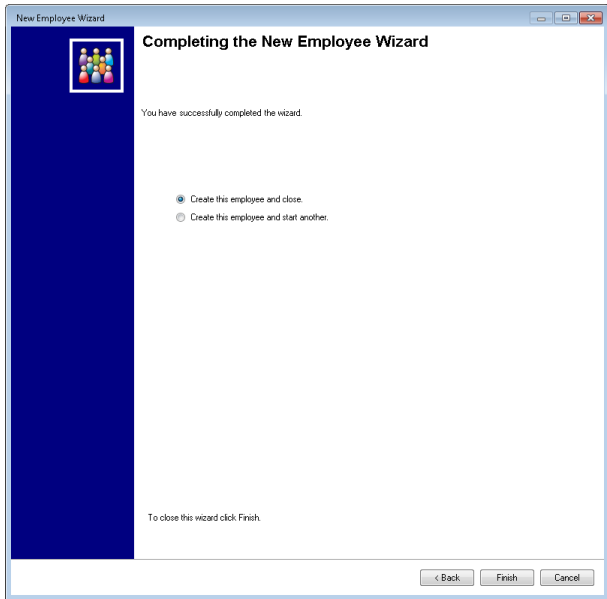 New Employee Wizard
Completing the New Employee Wizard
You have successfully completed the wizard.
Create this employee and close.
Create this employee and start another.
To close this wizard click Finish.
< Back
Finish
Cancel